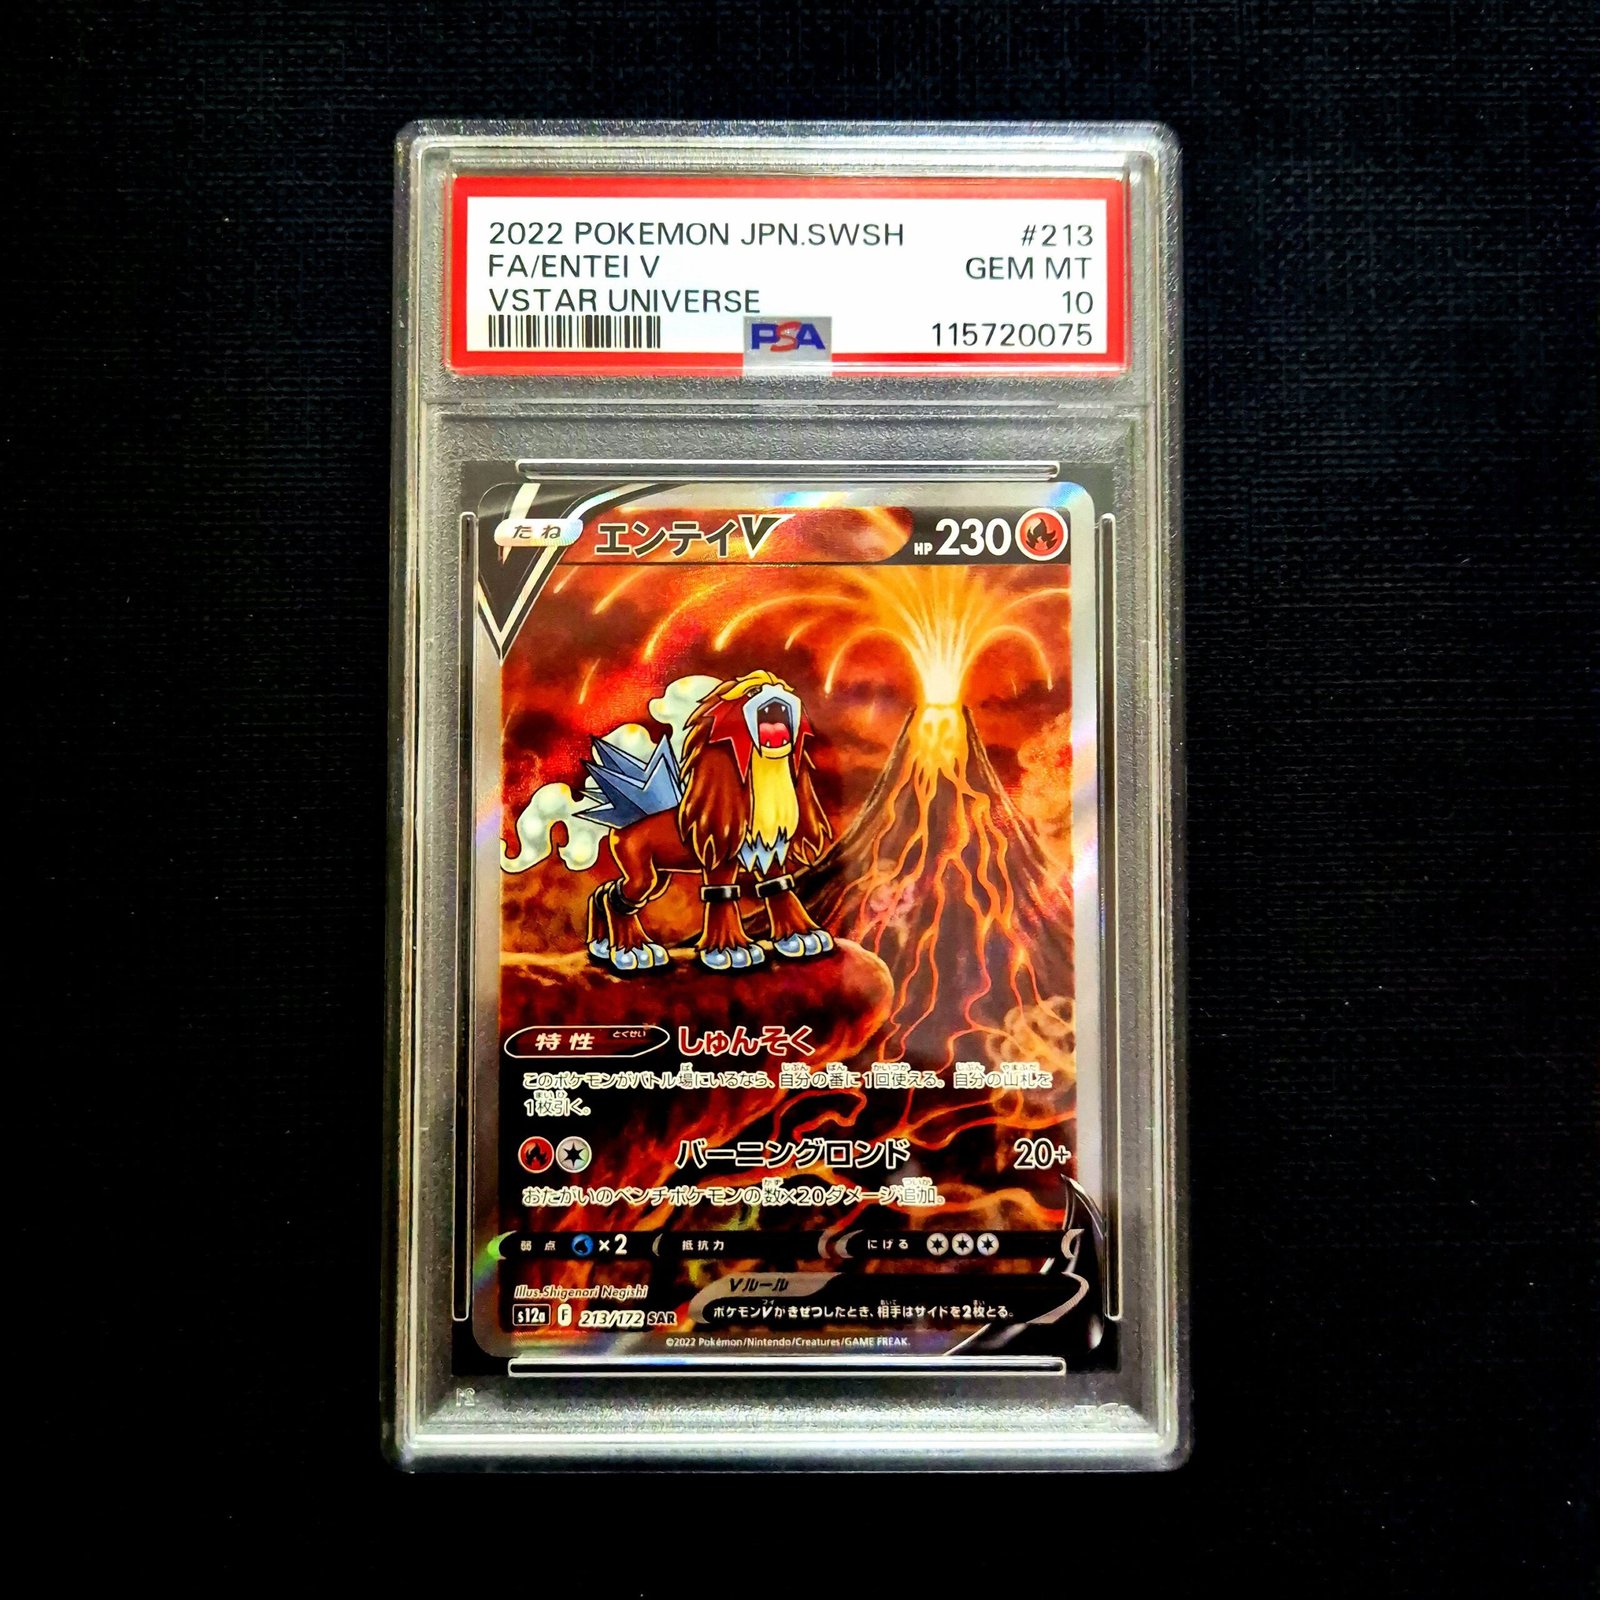 2022 POKEMON JPN.SWSH #213
FA/ENTEI V GEM MT
VSTAR UNIVERSE 10
PSA 115720075
たね エンテイV HP 230
特性 とくせい しゅんそく
このポケモンがバトル場にいるなら、自分の番に1回使える。自分の山札を
1枚引く。
バーニングロンド 20+
おたがいのベンチポケモンの数×20ダメージ追加。
弱点 ×2 抵抗力 にげる
Illus. Shigenori Negishi
Vルール
ポケモンVがきぜつしたとき、相手はサイドを2枚とる。
s12a F 213/172 SAR
©2022 Pokémon/Nintendo/Creatures/GAME FREAK.